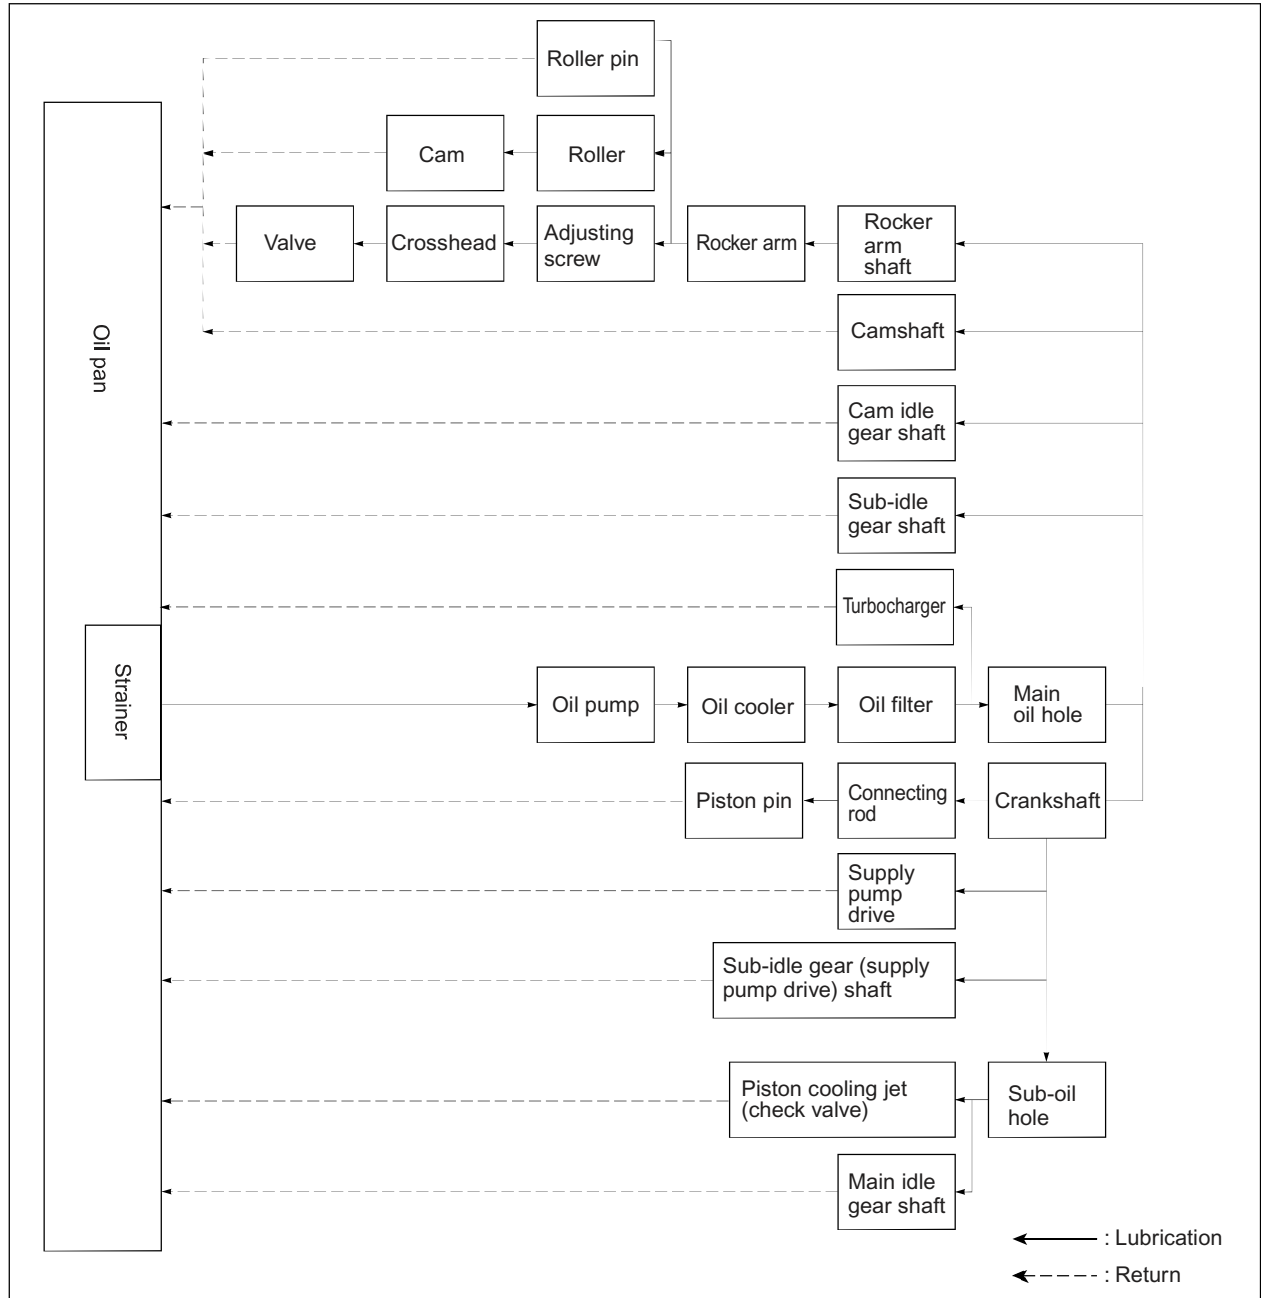 Roller pin
Cam
Roller
Valve
Crosshead
Adjusting
screw
Rocker arm
Rocker
arm
shaft
Oil pan
Camshaft
Cam idle
gear shaft
Sub-idle
gear shaft
Turbocharger
Strainer
Oil pump
Oil cooler
Oil filter
Main
oil hole
Piston pin
Connecting
rod
Crankshaft
Supply
pump
drive
Sub-idle gear (supply
pump drive) shaft
Piston cooling jet
(check valve)
Sub-oil
hole
Main idle
gear shaft
: Lubrication
: Return